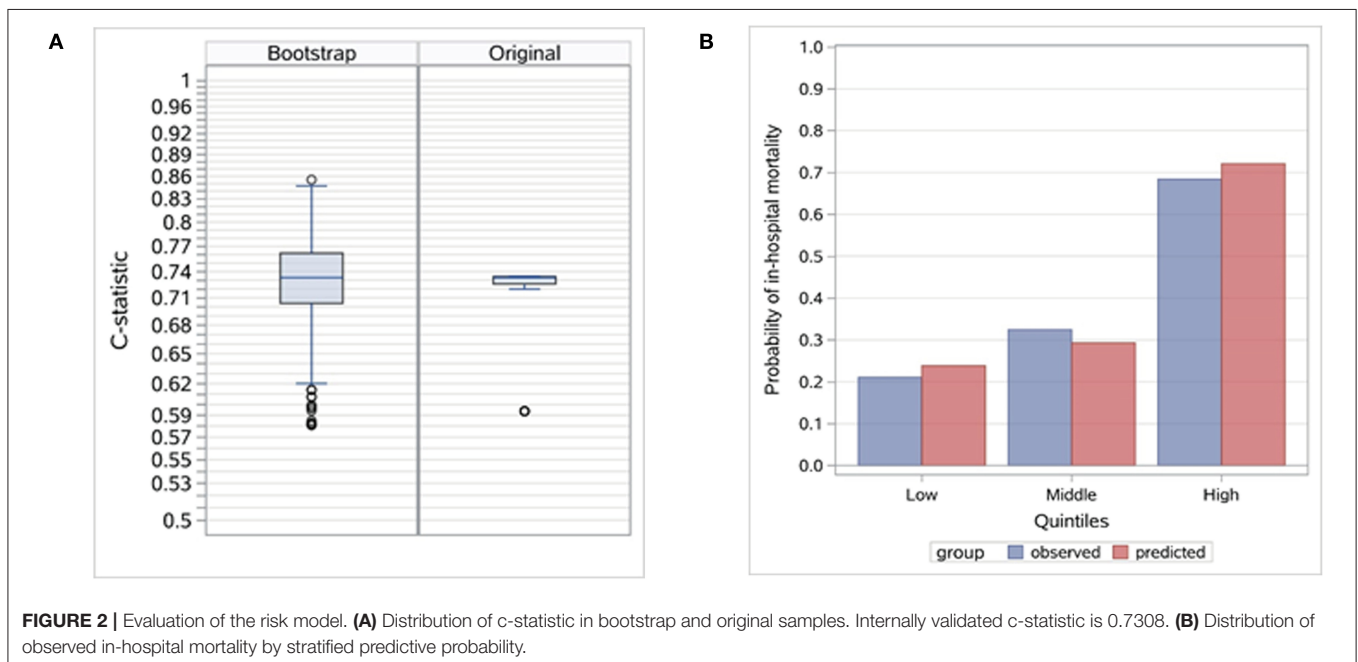 A
Bootstrap
Original
1
0.96
0.92
0.89
0.86
0.83
0.8
0.77
0.74
0.71
0.68
0.65
0.62
0.59
0.57
0.55
0.53
0.5
C-statistic
B
1.0
0.9
0.8
0.7
0.6
0.5
0.4
0.3
0.2
0.1
0.0
Probability of in-hospital mortality
Low
Middle
High
Quintiles
group observed predicted
FIGURE 2 | Evaluation of the risk model. (A) Distribution of c-statistic in bootstrap and original samples. Internally validated c-statistic is 0.7308. (B) Distribution of
observed in-hospital mortality by stratified predictive probability.